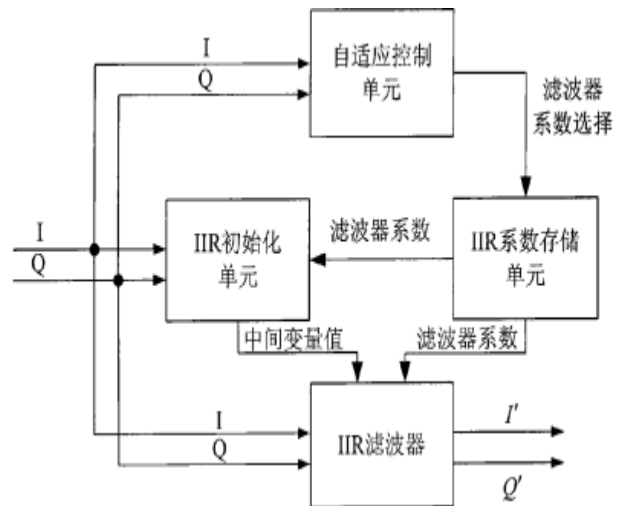 I
Q
自适应控制
单元
滤波器
系数选择
I
Q
IIR初始化
单元
滤波器系数
IIR系数存储
单元
中间变量值
滤波器系数
I
Q
IIR滤波器
I′
Q′